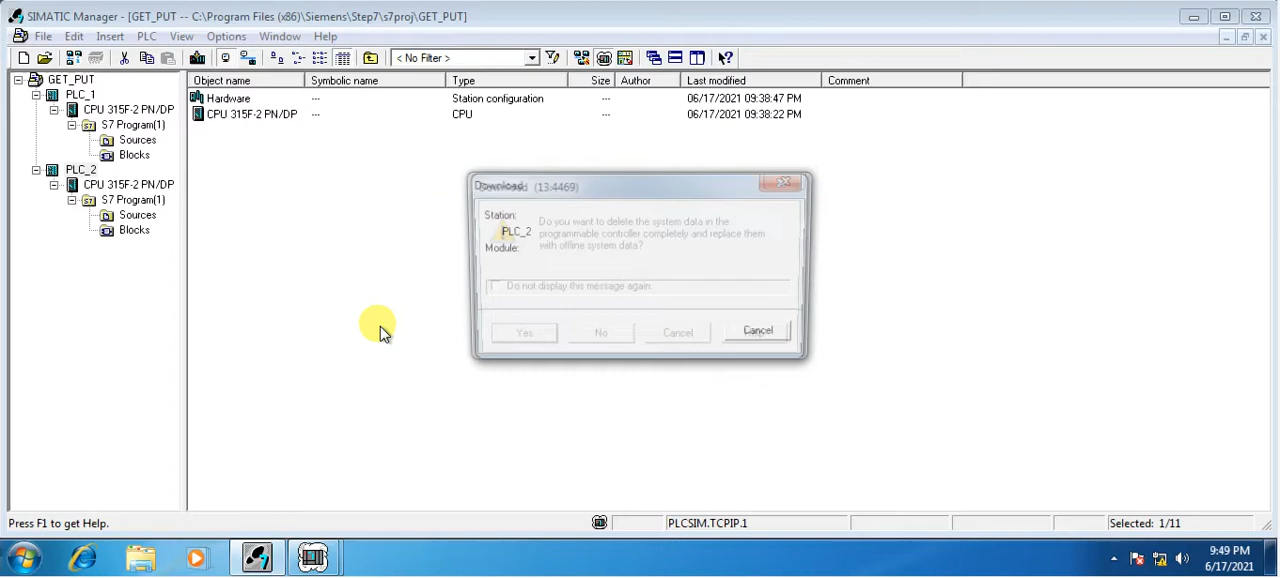 SIMATIC Manager - [GET_PUT -- C:\Program Files (x86)\Siemens\Step7\s7proj\GET_PUT]
File Edit Insert PLC View Options Window Help
< No Filter >
GET_PUT
PLC_1
CPU 315F-2 PN/DP
S7 Program(1)
Sources
Blocks
PLC_2
CPU 315F-2 PN/DP
S7 Program(1)
Sources
Blocks
Object name Symbolic name Type Size Author Last modified Comment
Hardware --- Station configuration --- 06/17/2021 09:38:47 PM
CPU 315F-2 PN/DP --- CPU --- 06/17/2021 09:38:22 PM
Download (13:4469)
Station:
PLC_2
Module:
Do you want to delete the system data in the
programmable controller completely and replace them
with offline system data?
Do not display this message again.
Yes No Cancel Cancel
Press F1 to get Help.
PLCSIM.TCPIP.1
Selected: 1/11
9:49 PM
6/17/2021